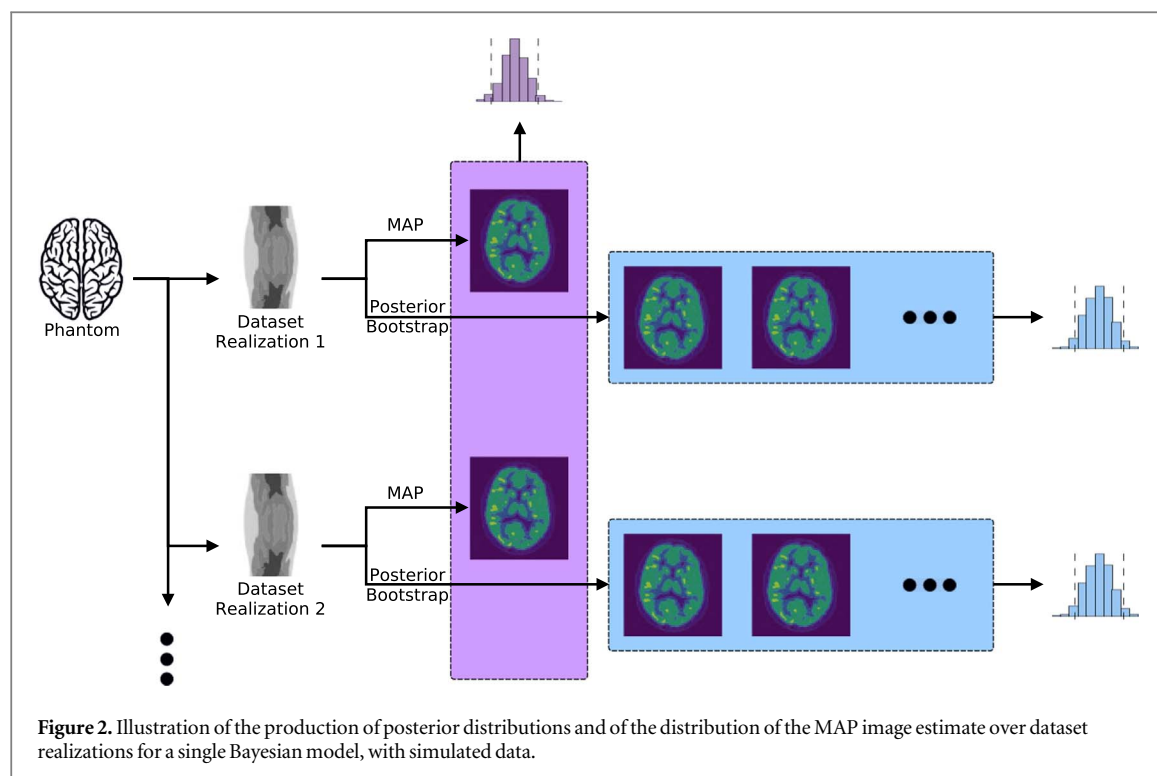 MAP
Phantom
Dataset
Realization 1
Posterior
Bootstrap
MAP
Dataset
Realization 2
Posterior
Bootstrap
Figure 2. Illustration of the production of posterior distributions and of the distribution of the MAP image estimate over dataset
realizations for a single Bayesian model, with simulated data.